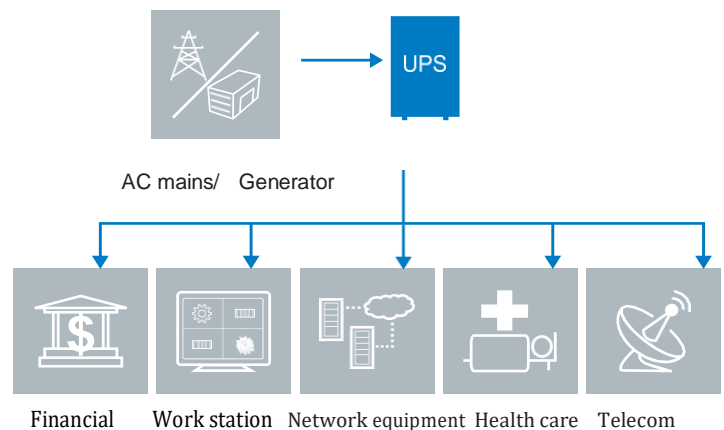 UPS
AC mains/ Generator
$
Financial Work station Network equipment Health care Telecom